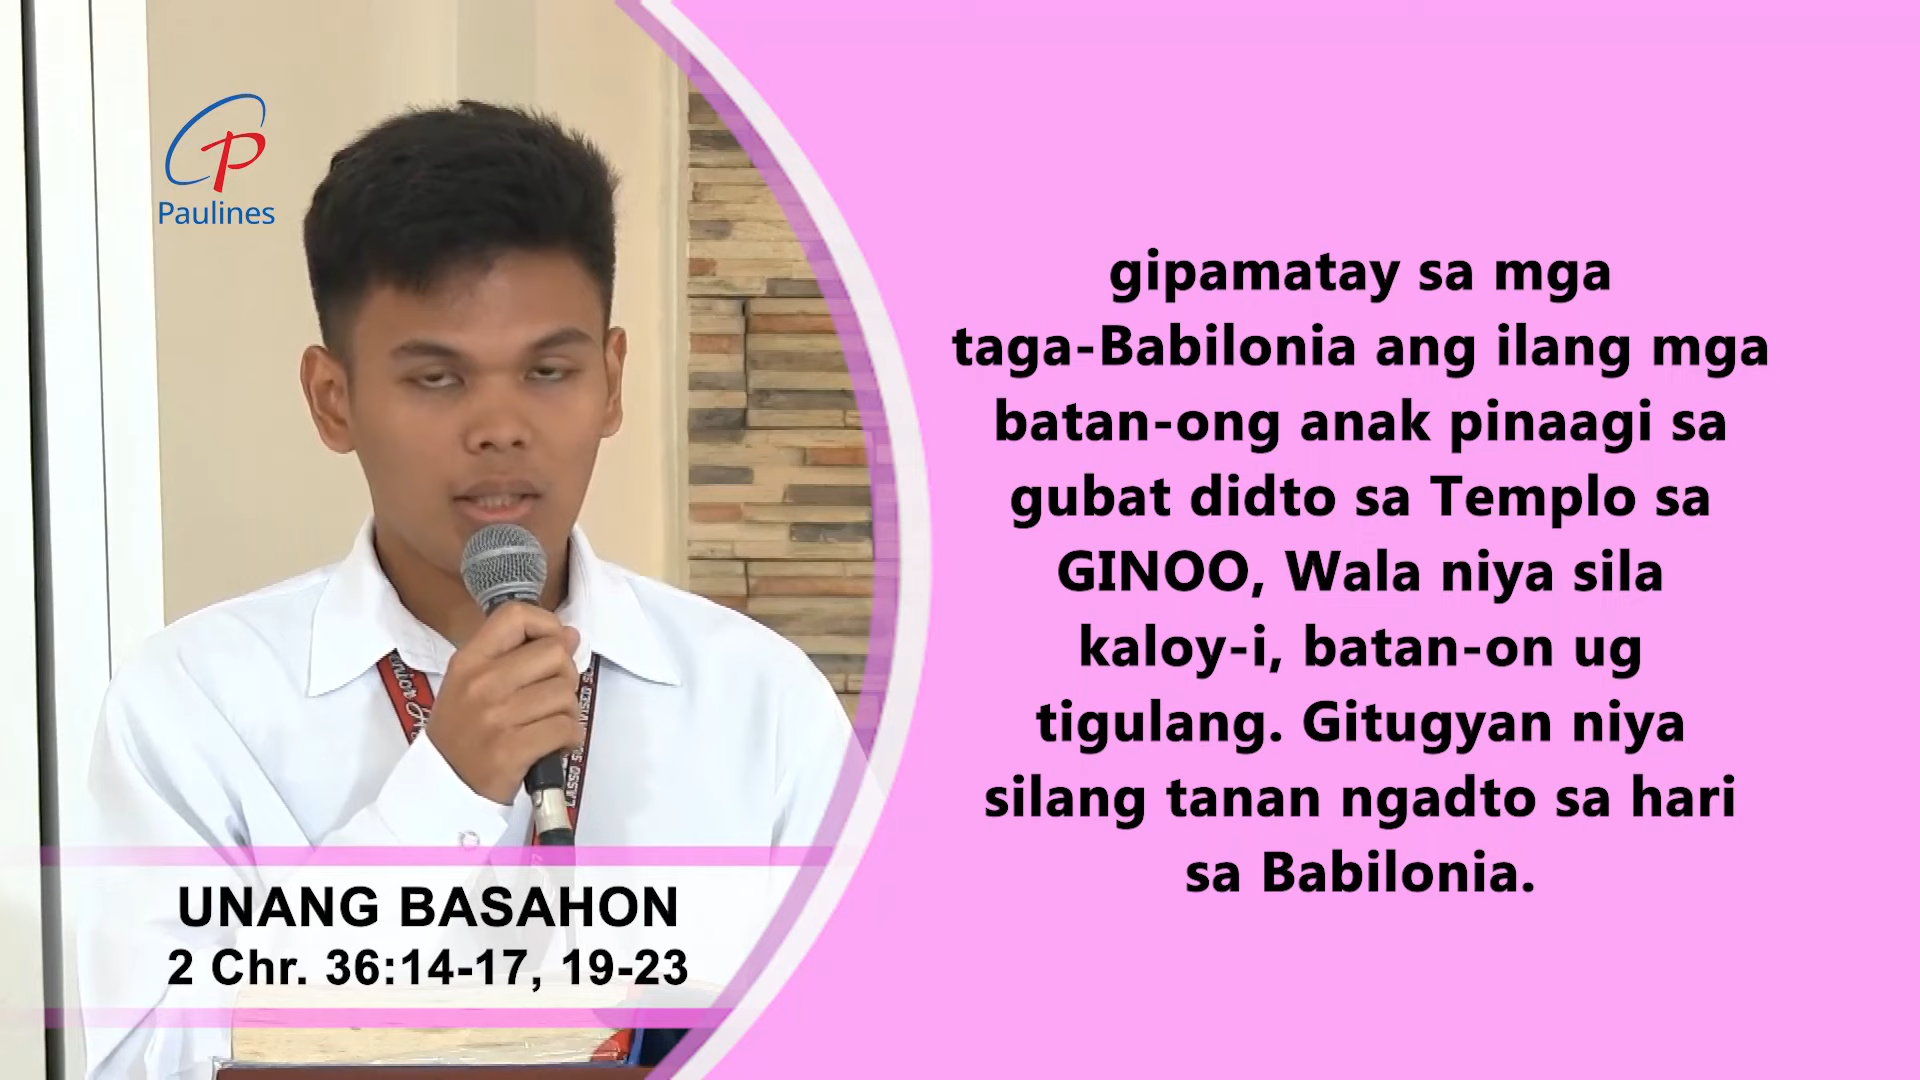 Paulines
gipamatay sa mga
taga-Babilonia ang ilang mga
batan-ong anak pinaagi sa
gubat didto sa Templo sa
GINOO, Wala niya sila
kaloy-i, batan-on ug
tigulang. Gitugyan niya
silang tanan ngadto sa hari
sa Babilonia.
UNANG BASAHON
2 Chr. 36:14-17, 19-23